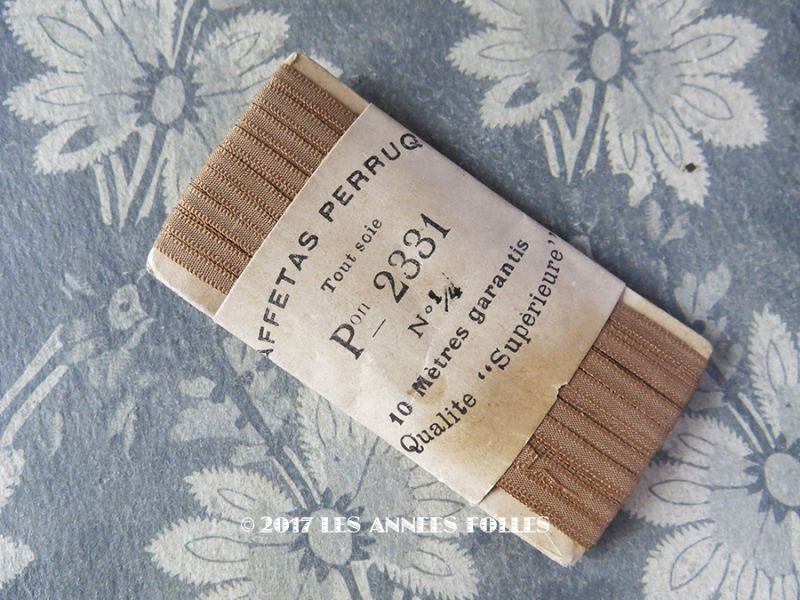 AFFETAS PERRUQ
Tout soie
Pon 2331
No 1/4
10 Mètres garantis
Qualité "Supérieure"
© 2017 LES ANNEES FOLLES